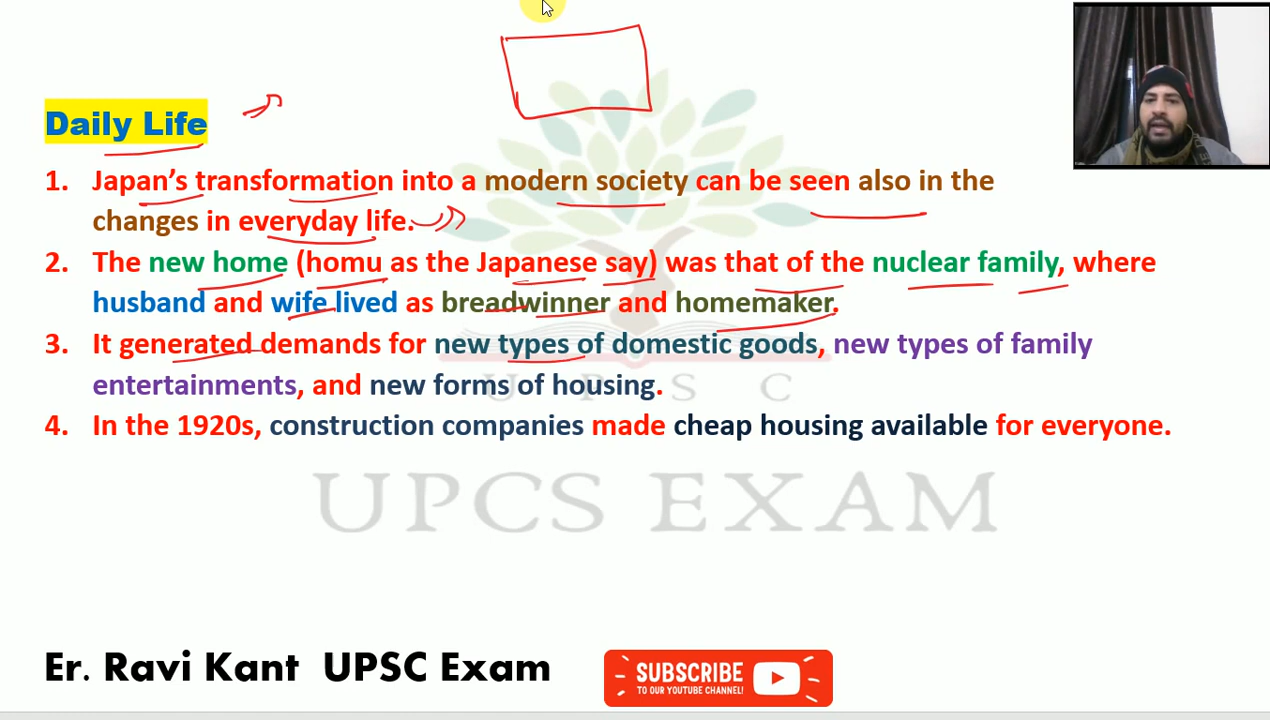 Daily Life
1. Japan's transformation into a modern society can be seen also in the
changes in everyday life.
2. The new home (homu as the Japanese say) was that of the nuclear family, where
husband and wife lived as breadwinner and homemaker.
3. It generated demands for new types of domestic goods, new types of family
entertainments, and new forms of housing.
U P S C
4. In the 1920s, construction companies made cheap housing available for everyone.
UPCS EXAM
Er. Ravi Kant UPSC Exam
SUBSCRIBE
TO OUR YOUTUBE CHANNEL!